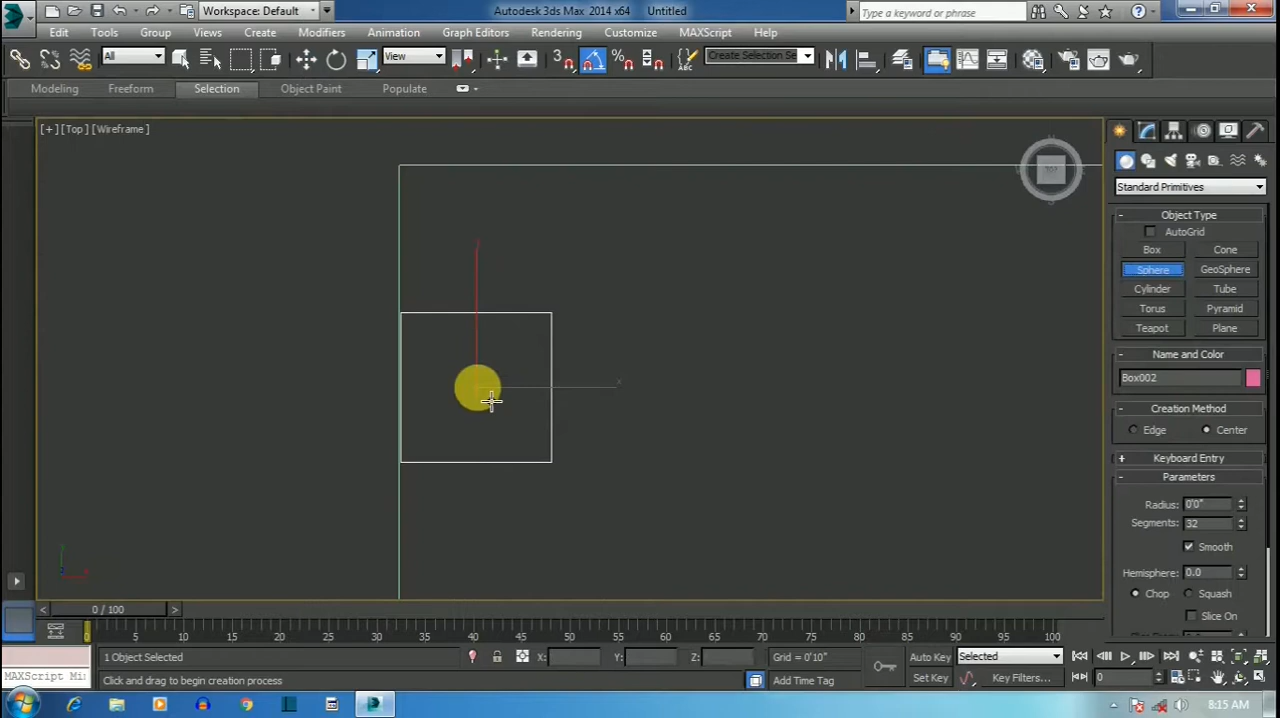 Workspace: Default
Autodesk 3ds Max 2014 x64 Untitled
Type a keyword or phrase
Edit Tools Group Views Create Modifiers Animation Graph Editors Rendering Customize MAXScript Help
All View Create Selection Se
Modeling Freeform Selection Object Paint Populate
[+] [Top] [Wireframe]
Standard Primitives
Object Type
AutoGrid
Box Cone
Sphere GeoSphere
Cylinder Tube
Torus Pyramid
Teapot Plane
Name and Color
Box002
Creation Method
Edge Center
Keyboard Entry
Parameters
Radius: 0'0"
Segments: 32
Smooth
Hemisphere: 0.0
Chop Squash
Slice On
0 / 100
0 5 10 15 20 25 30 35 40 45 50 55 60 65 70 75 80 85 90 95 100
1 Object Selected X: Y: Z: Grid = 0'10" Auto Key Selected
MAXScript Mi Click and drag to begin creation process Add Time Tag Set Key Key Filters... 0
8:15 AM